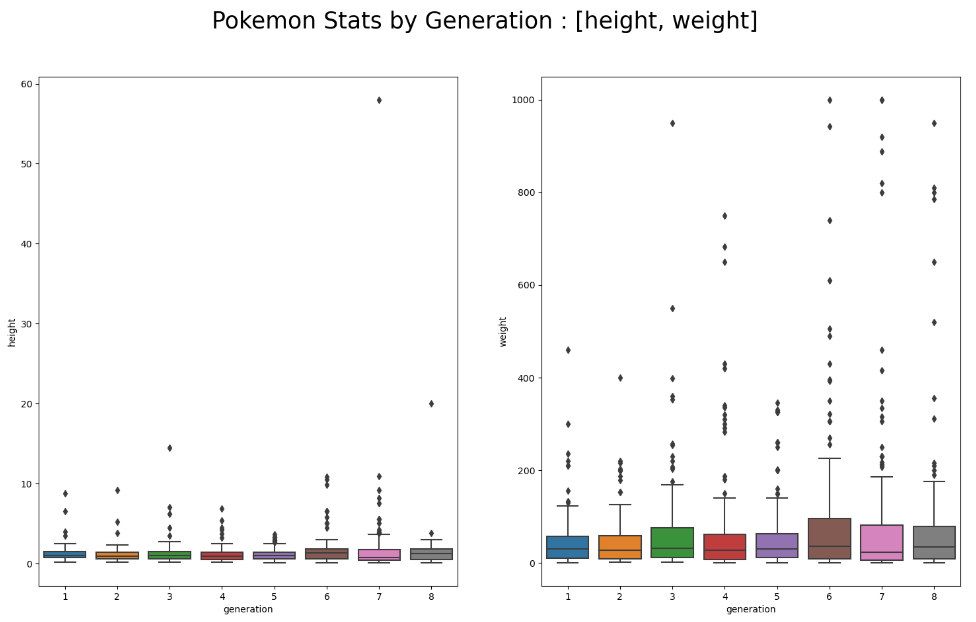 Pokemon Stats by Generation : [height, weight]
60
50
40
30
20
10
0
height
1 2 3 4 5 6 7 8
generation
1000
800
600
400
200
0
weight
1 2 3 4 5 6 7 8
generation